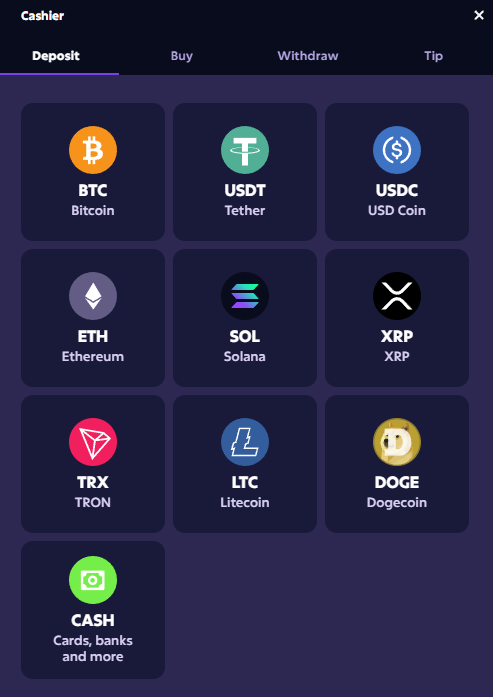 Cashier
Deposit Buy Withdraw Tip
BTC USDT USDC
Bitcoin Tether USD Coin
ETH SOL XRP
Ethereum Solana XRP
TRX LTC DOGE
TRON Litecoin Dogecoin
CASH
Cards, banks
and more